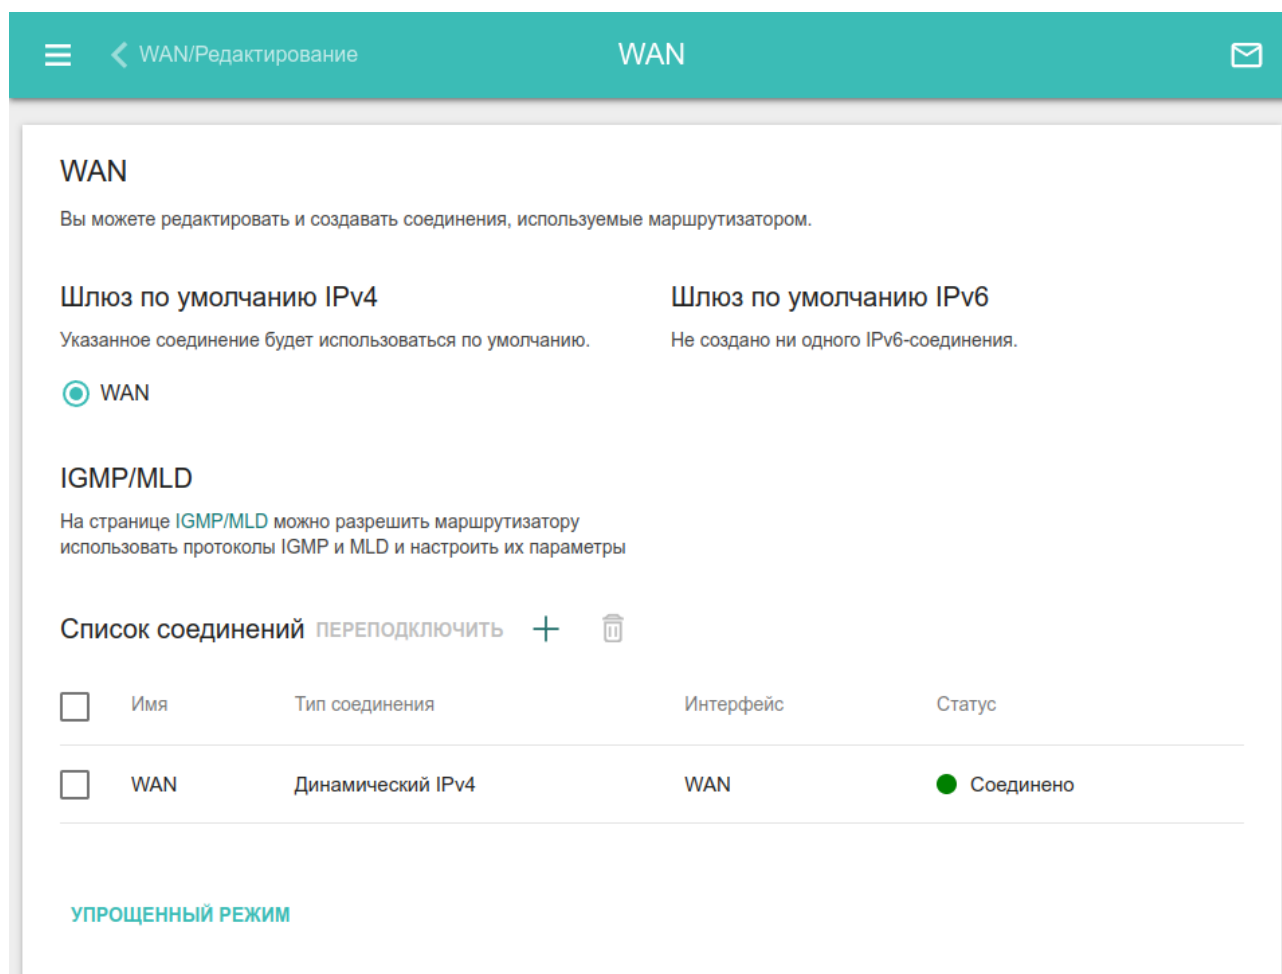 WAN/Редактирование
WAN
WAN
Вы можете редактировать и создавать соединения, используемые маршрутизатором.
Шлюз по умолчанию IPv4
Указанное соединение будет использоваться по умолчанию.
WAN
Шлюз по умолчанию IPv6
Не создано ни одного IPv6-соединения.
IGMP/MLD
На странице IGMP/MLD можно разрешить маршрутизатору
использовать протоколы IGMP и MLD и настроить их параметры
Список соединений ПЕРЕПОДКЛЮЧИТЬ
Имя Тип соединения Интерфейс Статус
WAN Динамический IPv4 WAN Соединено
УПРОЩЕННЫЙ РЕЖИМ